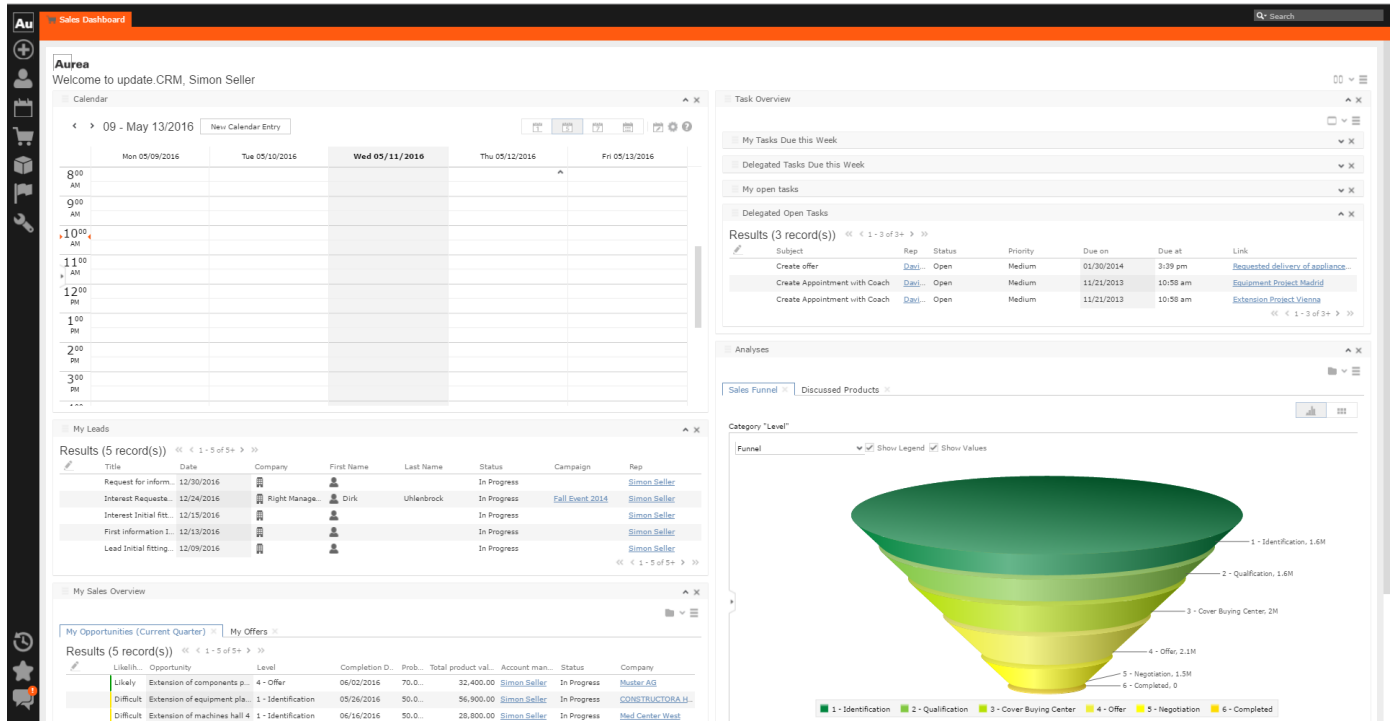 Au Sales Dashboard Search
Aurea
Welcome to update.CRM, Simon Seller
Calendar
09 - May 13/2016 New Calendar Entry
Mon 05/09/2016 Tue 05/10/2016 Wed 05/11/2016 Thu 05/12/2016 Fri 05/13/2016
8 00 AM
9 00 AM
10 00 AM
11 00 AM
12 00 PM
1 00 PM
2 00 PM
3 00 PM
My Leads
Results (5 record(s)) 1 - 5 of 5+
Title Date Company First Name Last Name Status Campaign Rep
Request for inform... 12/30/2016 In Progress Simon Seller
Interest Requeste... 12/24/2016 Right Manage... Dirk Uhlenbrock In Progress Fall Event 2014 Simon Seller
Interest Initial fitt... 12/15/2016 In Progress Simon Seller
First information I... 12/13/2016 In Progress Simon Seller
Lead Initial fitting... 12/09/2016 In Progress Simon Seller
1 - 5 of 5+
My Sales Overview
My Opportunities (Current Quarter) My Offers
Results (5 record(s)) 1 - 5 of 5+
Likelih... Opportunity Level Completion D.. Prob... Total product val... Account man... Status Company
Likely Extension of components p... 4 - Offer 06/02/2016 70.0... 32,400.00 Simon Seller In Progress Muster AG
Difficult Extension of equipment pla... 1 - Identification 05/26/2016 50.0... 56,900.00 Simon Seller In Progress CONSTRUCTORA H...
Difficult Extension of machines hall 4 1 - Identification 06/16/2016 50.0... 28,800.00 Simon Seller In Progress Med Center West
Task Overview
My Tasks Due this Week
Delegated Tasks Due this Week
My open tasks
Delegated Open Tasks
Results (3 record(s)) 1 - 3 of 3+
Subject Rep Status Priority Due on Due at Link
Create offer Davi... Open Medium 01/30/2014 3:39 pm Requested delivery of appliance...
Create Appointment with Coach Davi... Open Medium 11/21/2013 10:58 am Equipment Project Madrid
Create Appointment with Coach Davi... Open Medium 11/21/2013 10:58 am Extension Project Vienna
1 - 3 of 3+
Analyses
Sales Funnel Discussed Products
Category "Level"
Funnel Show Legend Show Values
1 - Identification, 1.6M
2 - Qualification, 1.6M
3 - Cover Buying Center, 2M
4 - Offer, 2.1M
5 - Negotiation, 1.5M
6 - Completed, 0
1 - Identification 2 - Qualification 3 - Cover Buying Center 4 - Offer 5 - Negotiation 6 - Completed